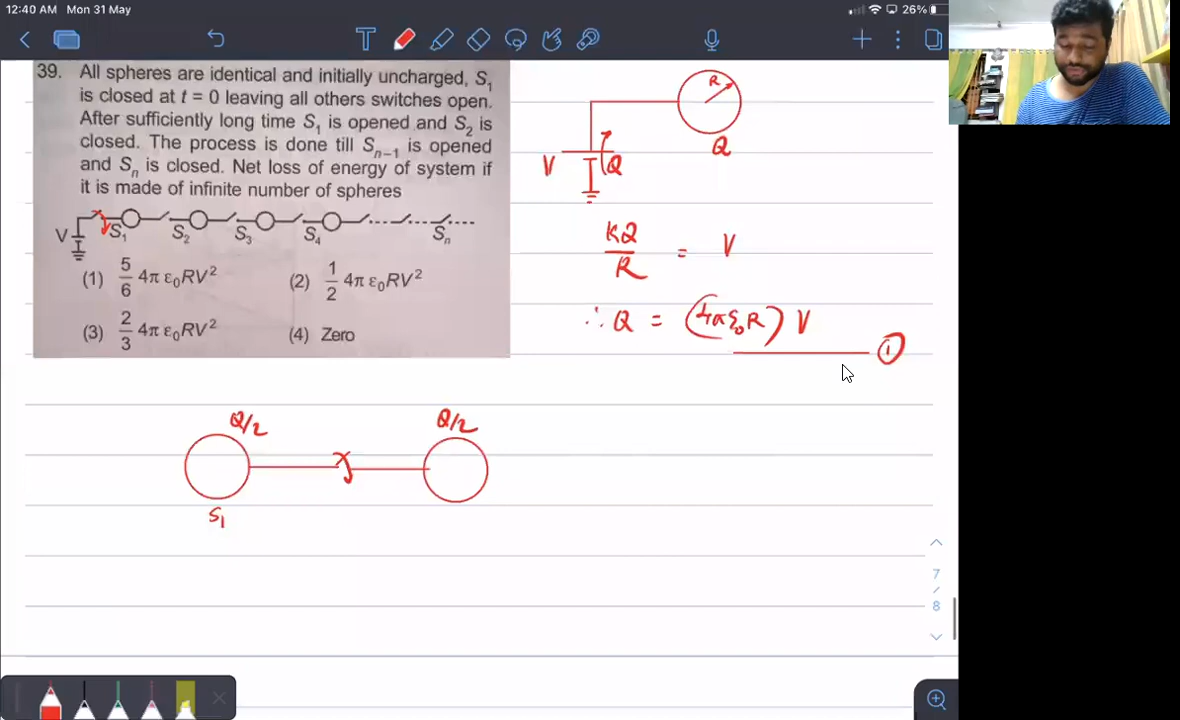 12:40 AM Mon 31 May
26%
39. All spheres are identical and initially uncharged, S₁
is closed at t = 0 leaving all others switches open.
After sufficiently long time S₁ is opened and S₂ is
closed. The process is done till Sₙ₋₁ is opened
and Sₙ is closed. Net loss of energy of system if
it is made of infinite number of spheres
V S₁ S₂ S₃ S₄ Sₙ
(1) 5/6 4π ε₀RV² (2) 1/2 4π ε₀RV²
(3) 2/3 4π ε₀RV² (4) Zero
R
Q
V Q
KQ/R = V
∴ Q = (4πε₀R) V
①
Q/2 Q/2
S₁
7
/
8